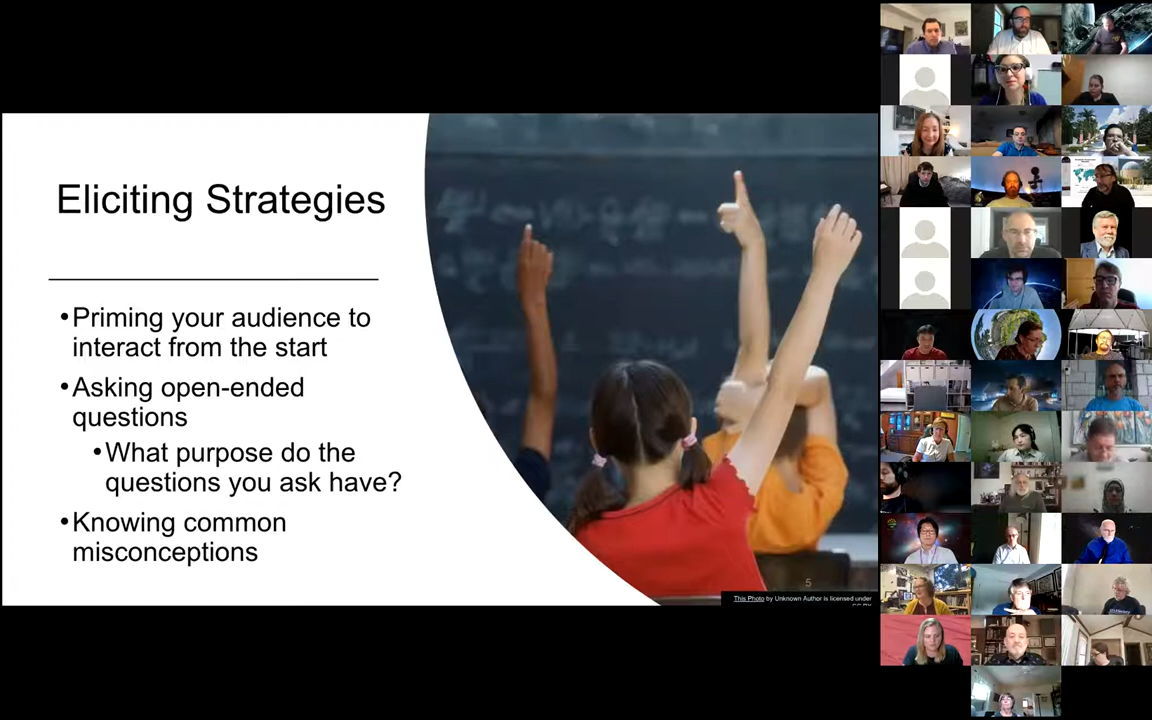 Eliciting Strategies
•Priming your audience to
interact from the start
•Asking open-ended
questions
•What purpose do the
questions you ask have?
•Knowing common
misconceptions
5
This Photo by Unknown Author is licensed under